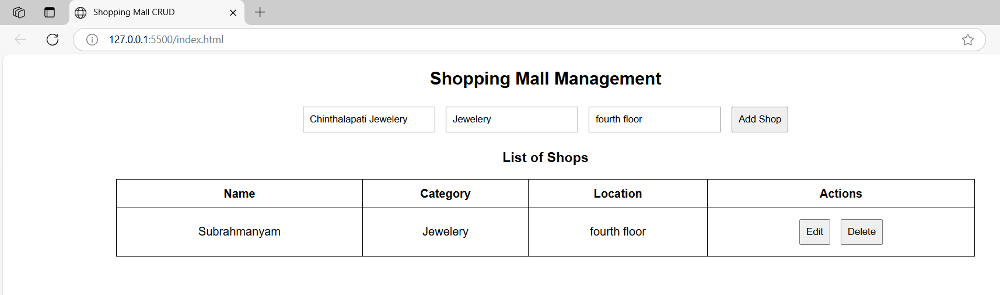 Shopping Mall CRUD
127.0.0.1:5500/index.html
Shopping Mall Management
Chinthalapati Jewelery Jewelery fourth floor Add Shop
List of Shops
Name Category Location Actions
Subrahmanyam Jewelery fourth floor Edit Delete